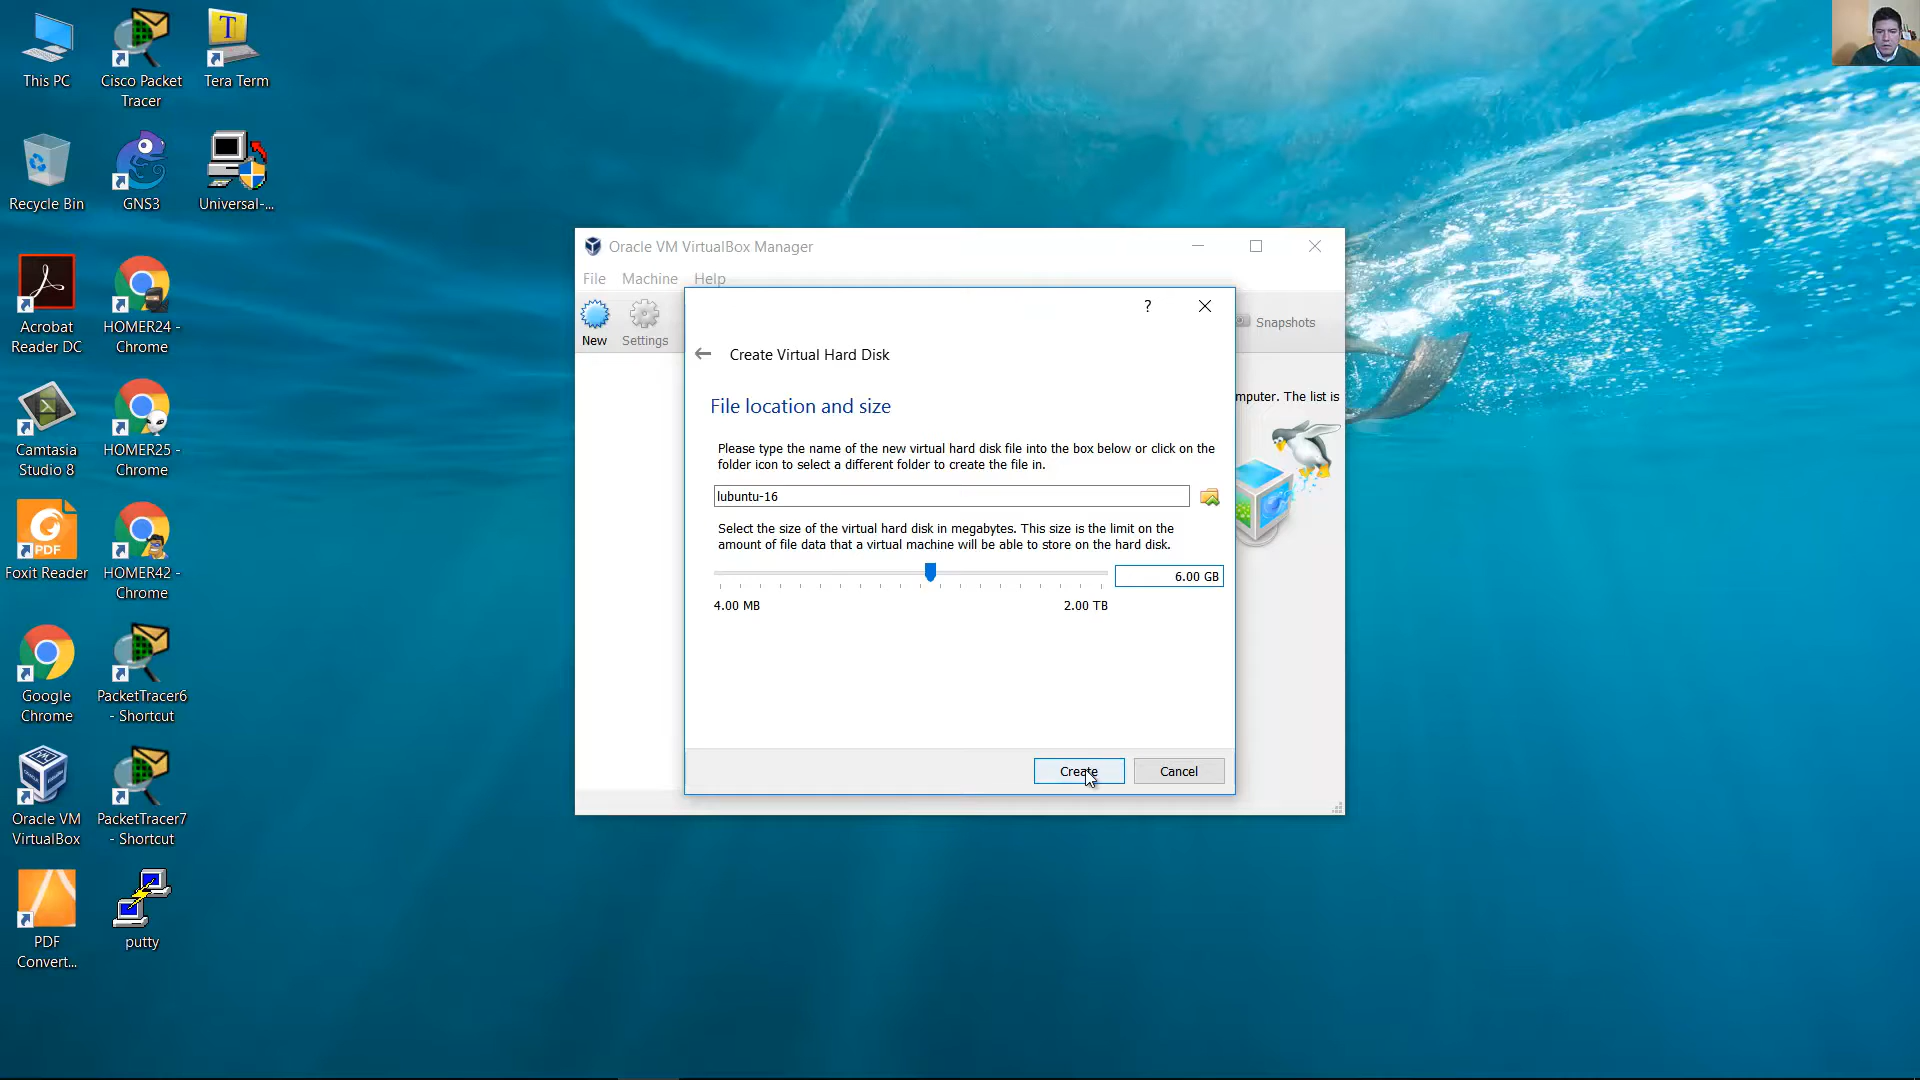 This PC
Cisco Packet
Tracer
Tera Term
Recycle Bin
GNS3
Universal-...
Acrobat
Reader DC
HOMER24 -
Chrome
Camtasia
Studio 8
HOMER25 -
Chrome
PDF
Foxit Reader
HOMER42 -
Chrome
Google
Chrome
PacketTracer6
- Shortcut
Oracle VM
VirtualBox
PacketTracer7
- Shortcut
PDF
Convert...
putty
Oracle VM VirtualBox Manager
File Machine Help
New
Settings
Snapshots
mputer. The list is
?
Create Virtual Hard Disk
File location and size
Please type the name of the new virtual hard disk file into the box below or click on the
folder icon to select a different folder to create the file in.
lubuntu-16
Select the size of the virtual hard disk in megabytes. This size is the limit on the
amount of file data that a virtual machine will be able to store on the hard disk.
6.00 GB
4.00 MB
2.00 TB
Create
Cancel